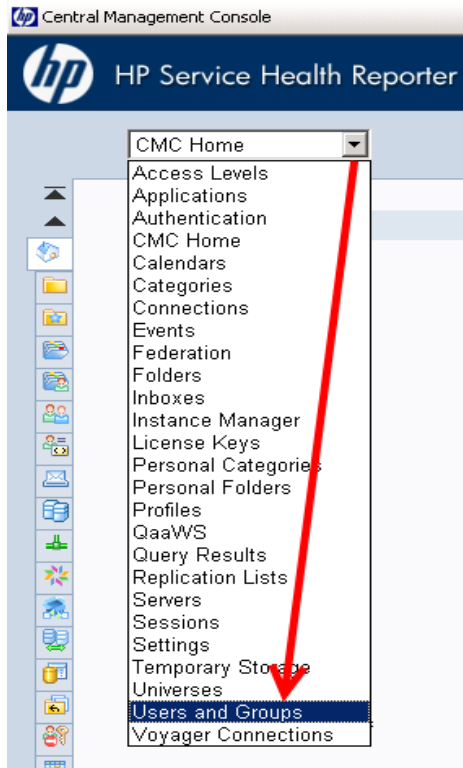 Central Management Console
hp HP Service Health Reporter
CMC Home
Access Levels
Applications
Authentication
CMC Home
Calendars
Categories
Connections
Events
Federation
Folders
Inboxes
Instance Manager
License Keys
Personal Categories
Personal Folders
Profiles
QaaWS
Query Results
Replication Lists
Servers
Sessions
Settings
Temporary Storage
Universes
Users and Groups
Voyager Connections